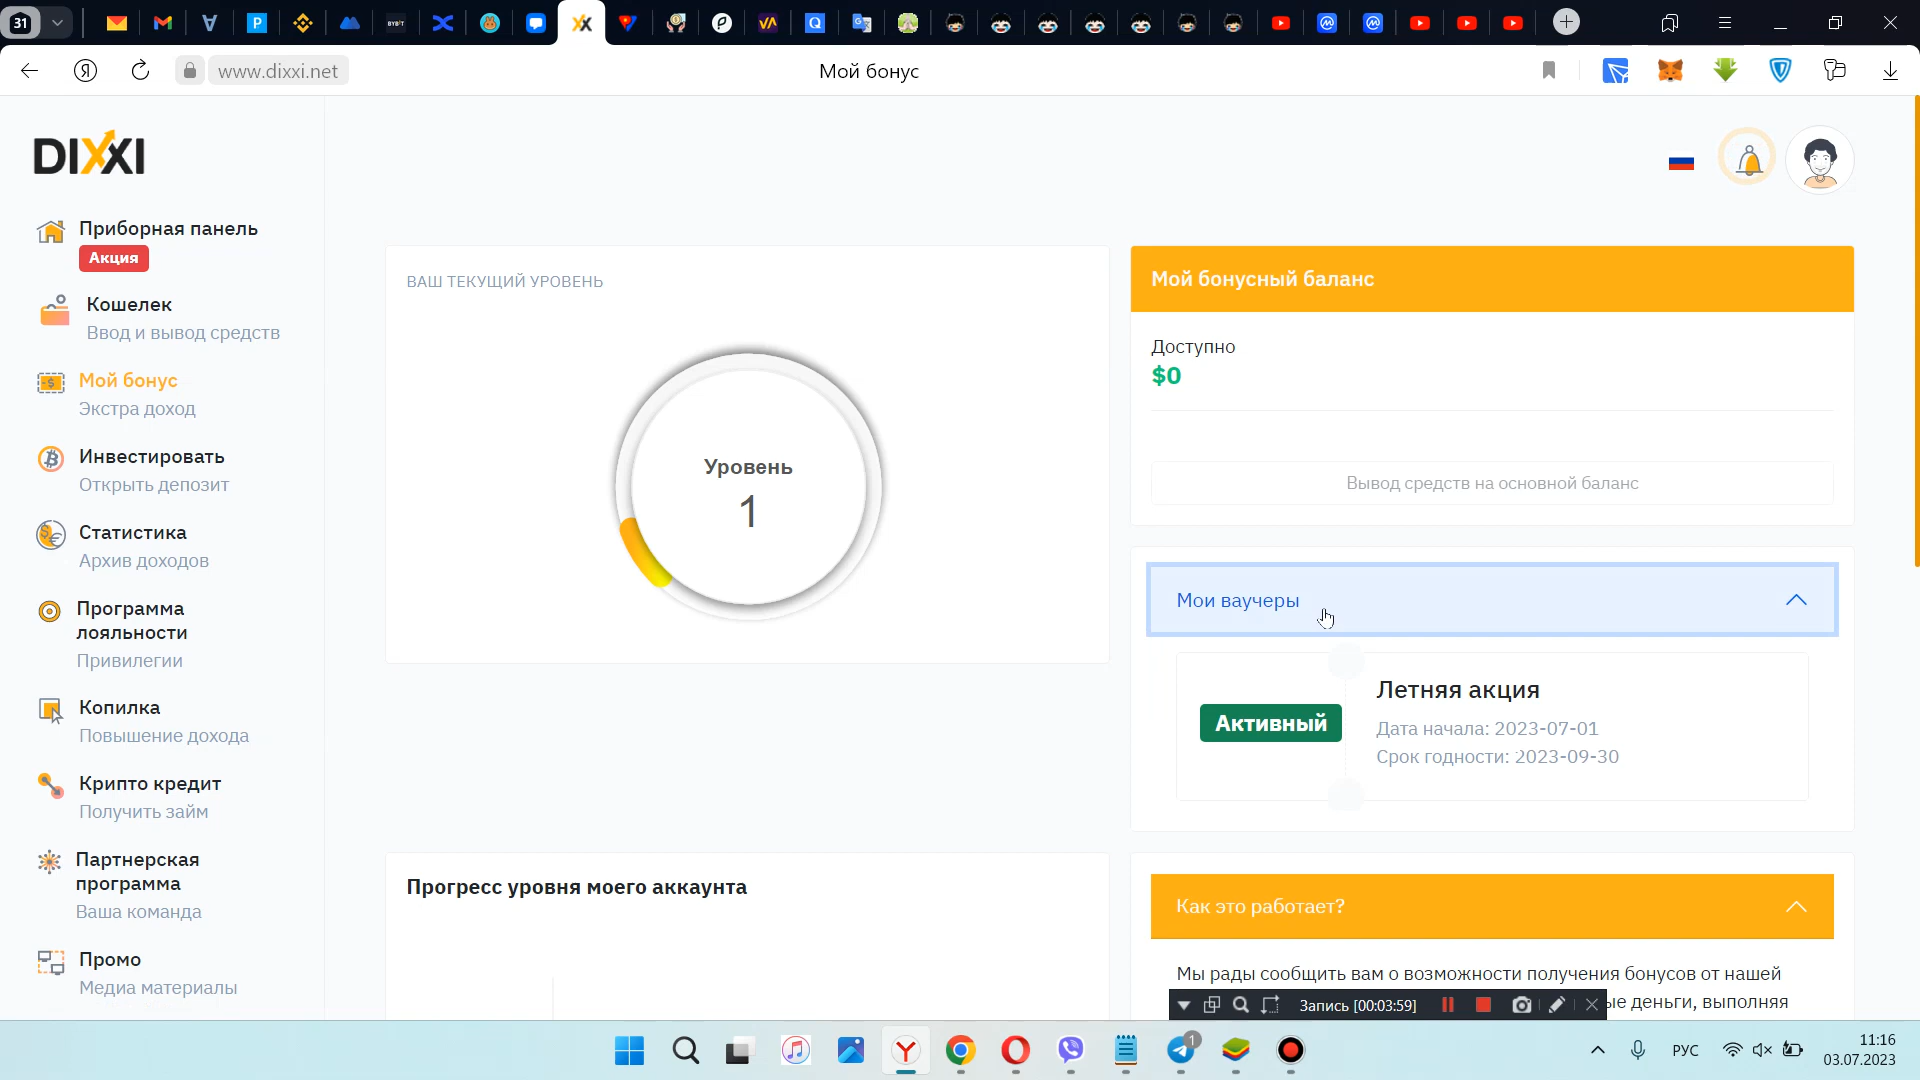 31
BYBIT
www.dixxi.net
Мой бонус
DIXXI
Приборная панель
Акция
Кошелек
Ввод и вывод средств
Мой бонус
Экстра доход
Инвестировать
Открыть депозит
Статистика
Архив доходов
Программа
лояльности
Привилегии
Копилка
Повышение дохода
Крипто кредит
Получить займ
Партнерская
программа
Ваша команда
Промо
Медиа материалы
ВАШ ТЕКУЩИЙ УРОВЕНЬ
Уровень
1
Прогресс уровня моего аккаунта
Мой бонусный баланс
Доступно
$0
Вывод средств на основной баланс
Мои ваучеры
Активный
Летняя акция
Дата начала: 2023-07-01
Срок годности: 2023-09-30
Как это работает?
Мы рады сообщить вам о возможности получения бонусов от нашей
ые деньги, выполняя
Запись [00:03:59]
1
РУС
11:16
03.07.2023